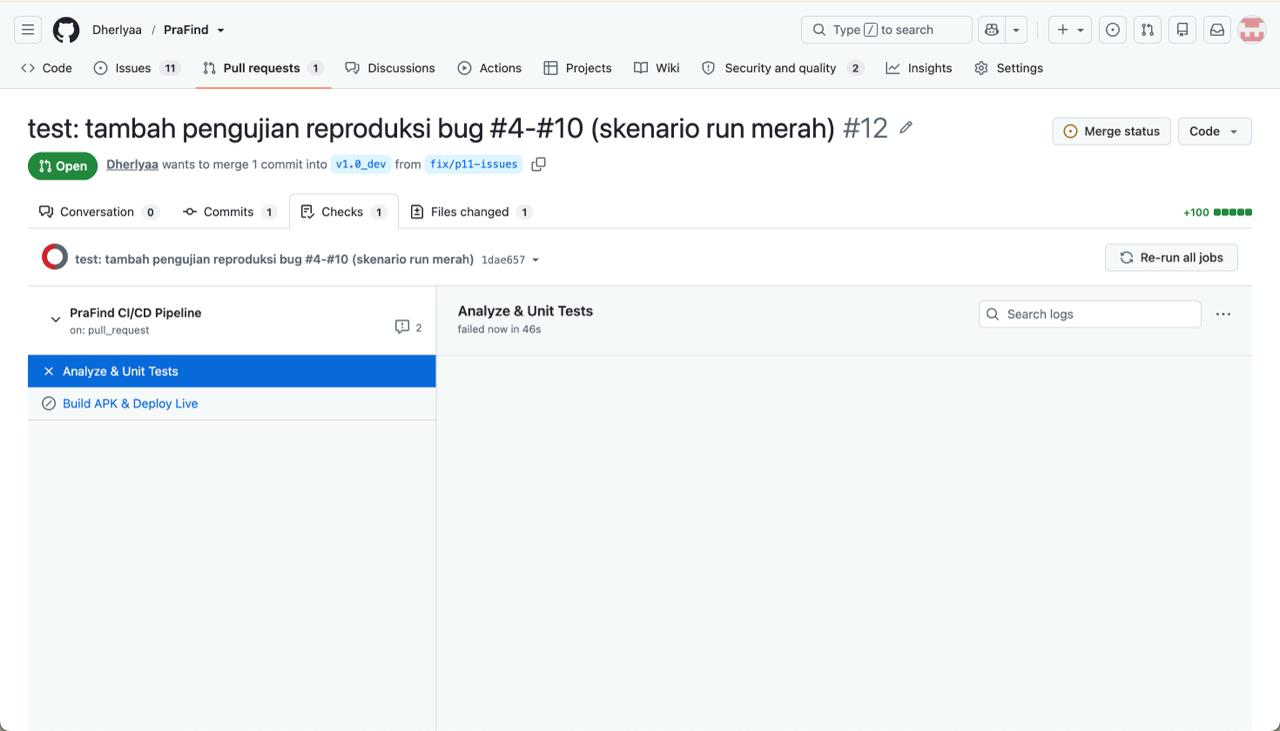 Dherlyaa / PraFind
Type / to search
Code
Issues 11
Pull requests 1
Discussions
Actions
Projects
Wiki
Security and quality 2
Insights
Settings
test: tambah pengujian reproduksi bug #4-#10 (skenario run merah) #12
Merge status
Code
Open
Dherlyaa wants to merge 1 commit into v1.0_dev from fix/p11-issues
Conversation 0
Commits 1
Checks 1
Files changed 1
+100
test: tambah pengujian reproduksi bug #4-#10 (skenario run merah) 1dae657
Re-run all jobs
PraFind CI/CD Pipeline
on: pull_request
2
Analyze & Unit Tests
Build APK & Deploy Live
Analyze & Unit Tests
failed now in 46s
Search logs